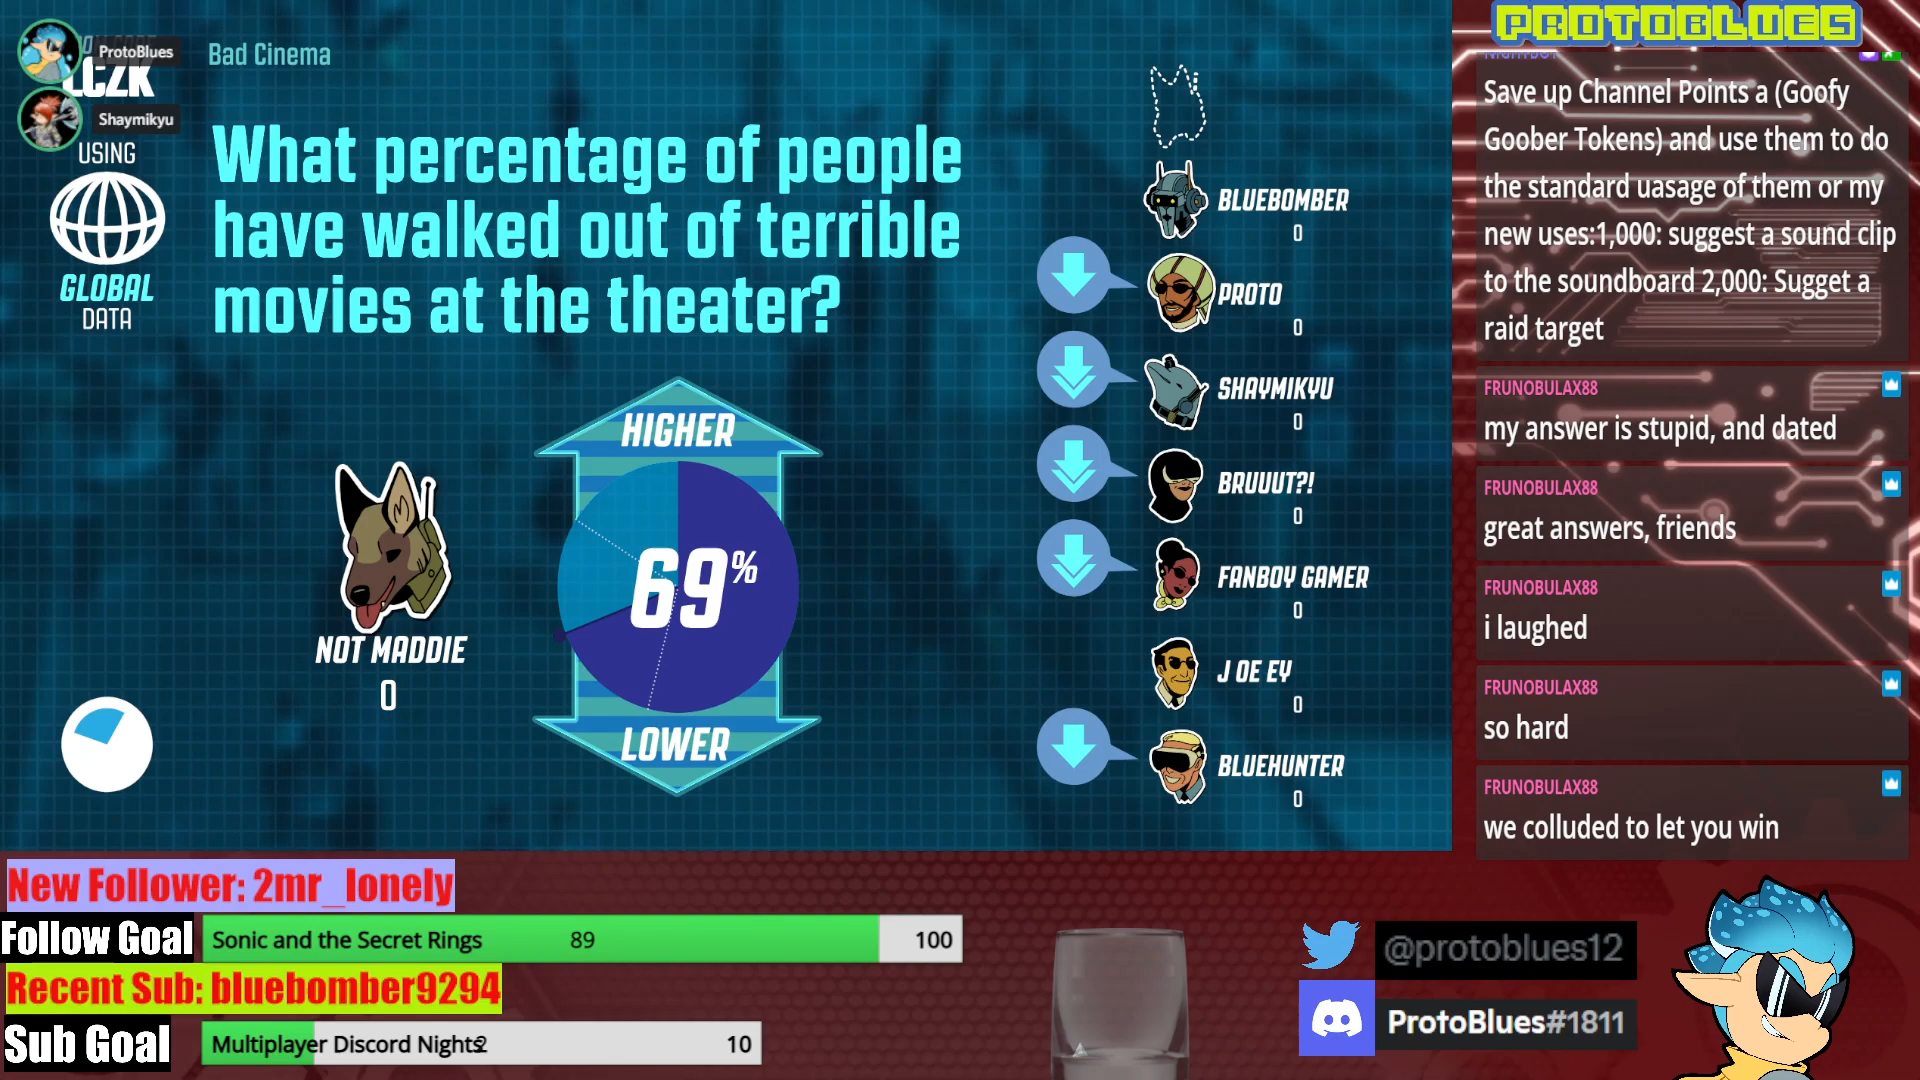 ProtoBlues
LCZK
Shaymikyu
USING
GLOBAL
DATA
Bad Cinema
What percentage of people
have walked out of terrible
movies at the theater?
HIGHER
69%
LOWER
NOT MADDIE
0
BLUEBOMBER
0
PROTO
0
SHAYMIKYU
0
BRUUUT?!
0
FANBOY GAMER
0
J OE EY
0
BLUEHUNTER
0
PROTOBLUES
NIGHTBOT
Save up Channel Points a (Goofy
Goober Tokens) and use them to do
the standard uasage of them or my
new uses:1,000: suggest a sound clip
to the soundboard 2,000: Sugget a
raid target
FRUNOBULAX88
my answer is stupid, and dated
FRUNOBULAX88
great answers, friends
FRUNOBULAX88
i laughed
FRUNOBULAX88
so hard
FRUNOBULAX88
we colluded to let you win
New Follower: 2mr_lonely
Follow Goal
Sonic and the Secret Rings 89 100
Recent Sub: bluebomber9294
Sub Goal
Multiplayer Discord Nights 2 10
@protoblues12
ProtoBlues#1811